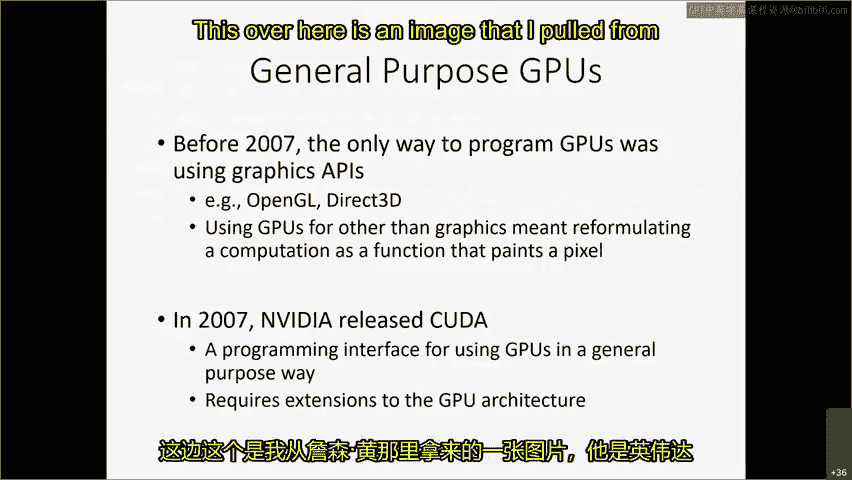 This over here is an image that I pulled from
General Purpose GPUs
• Before 2007, the only way to program GPUs was
using graphics APIs
• e.g., OpenGL, Direct3D
• Using GPUs for other than graphics meant reformulating
a computation as a function that paints a pixel
• In 2007, NVIDIA released CUDA
• A programming interface for using GPUs in a general
purpose way
• Requires extensions to the GPU architecture
这边这个是我从詹森·黄那里拿来的一张图片，他是英伟达
+36